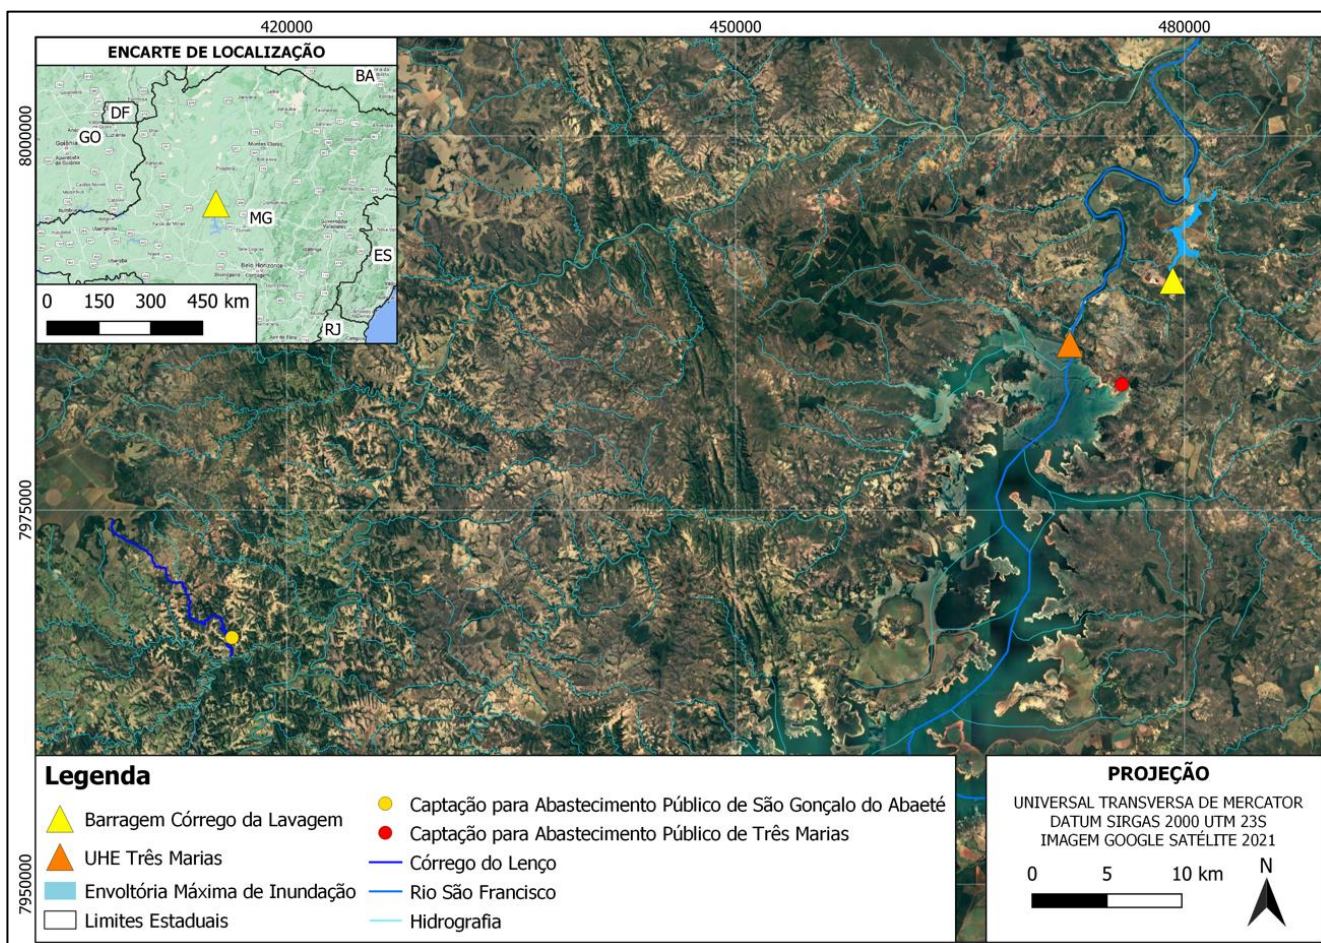 420000
450000
480000
ENCARTE DE LOCALIZAÇÃO
BA
DF
GO
MG
ES
RJ
Belo Horizonte
0 150 300 450 km
8000000
7975000
7950000
Legenda
Barragem Córrego da Lavagem
UHE Três Marias
Envoltória Máxima de Inundação
Limites Estaduais
Captação para Abastecimento Público de São Gonçalo do Abaeté
Captação para Abastecimento Público de Três Marias
Córrego do Lenço
Rio São Francisco
Hidrografia
PROJEÇÃO
UNIVERSAL TRANSVERSA DE MERCATOR
DATUM SIRGAS 2000 UTM 23S
IMAGEM GOOGLE SATÉLITE 2021
0 5 10 km
N